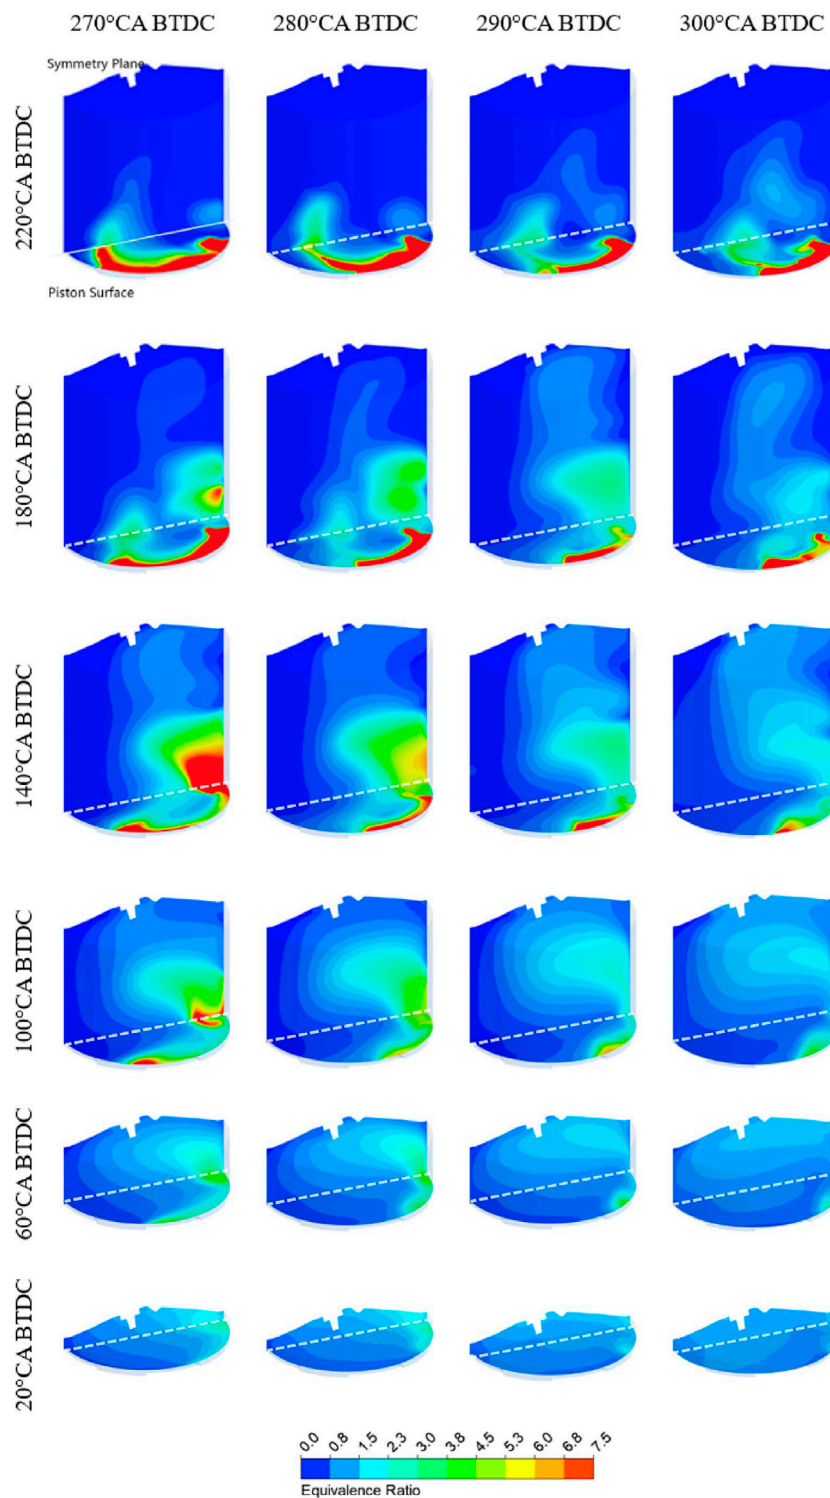 270°CA BTDC 280°CA BTDC 290°CA BTDC 300°CA BTDC
Symmetry Plane
220°CA BTDC
Piston Surface
180°CA BTDC
140°CA BTDC
100°CA BTDC
60°CA BTDC
20°CA BTDC
0.0 0.8 1.5 2.3 3.0 3.8 4.5 5.3 6.0 6.8 7.5
Equivalence Ratio